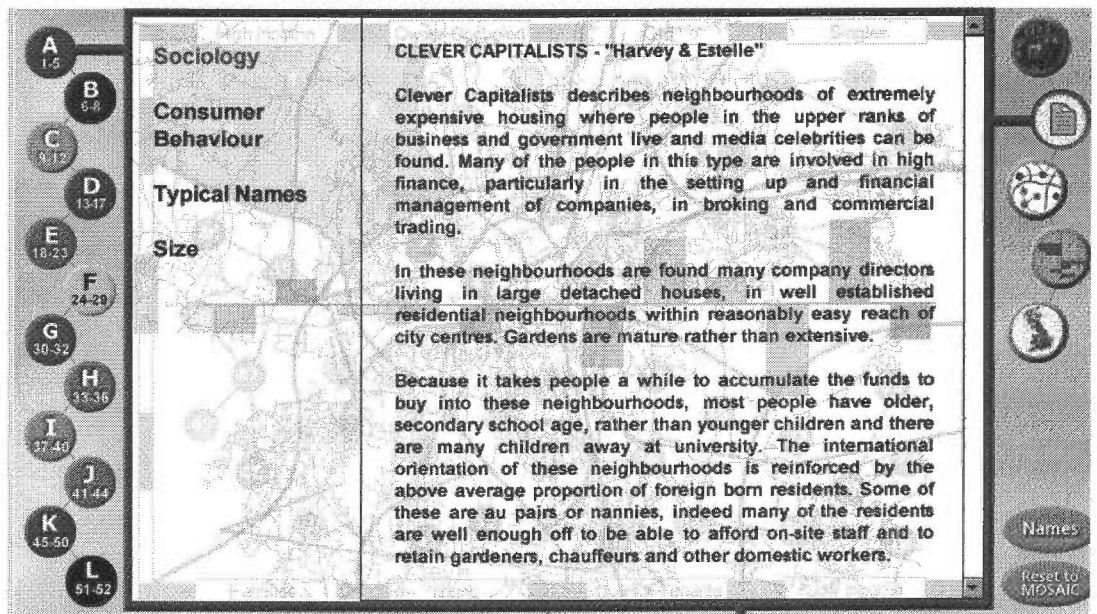 A
1-5
B
6-8
C
9-12
D
13-17
E
18-23
F
24-29
G
30-32
H
33-36
I
37-40
J
41-44
K
45-50
L
51-52
Sociology
Consumer
Behaviour
Typical Names
Size
CLEVER CAPITALISTS - "Harvey & Estelle"
Clever Capitalists describes neighbourhoods of extremely
expensive housing where people in the upper ranks of
business and government live and media celebrities can be
found. Many of the people in this type are involved in high
finance, particularly in the setting up and financial
management of companies, in broking and commercial
trading.
In these neighbourhoods are found many company directors
living in large detached houses, in well established
residential neighbourhoods within reasonably easy reach of
city centres. Gardens are mature rather than extensive.
Because it takes people a while to accumulate the funds to
buy into these neighbourhoods, most people have older,
secondary school age, rather than younger children and there
are many children away at university. The international
orientation of these neighbourhoods is reinforced by the
above average proportion of foreign born residents. Some of
these are au pairs or nannies, indeed many of the residents
are well enough off to be able to afford on-site staff and to
retain gardeners, chauffeurs and other domestic workers.
Names
Reset to
MOSAIC